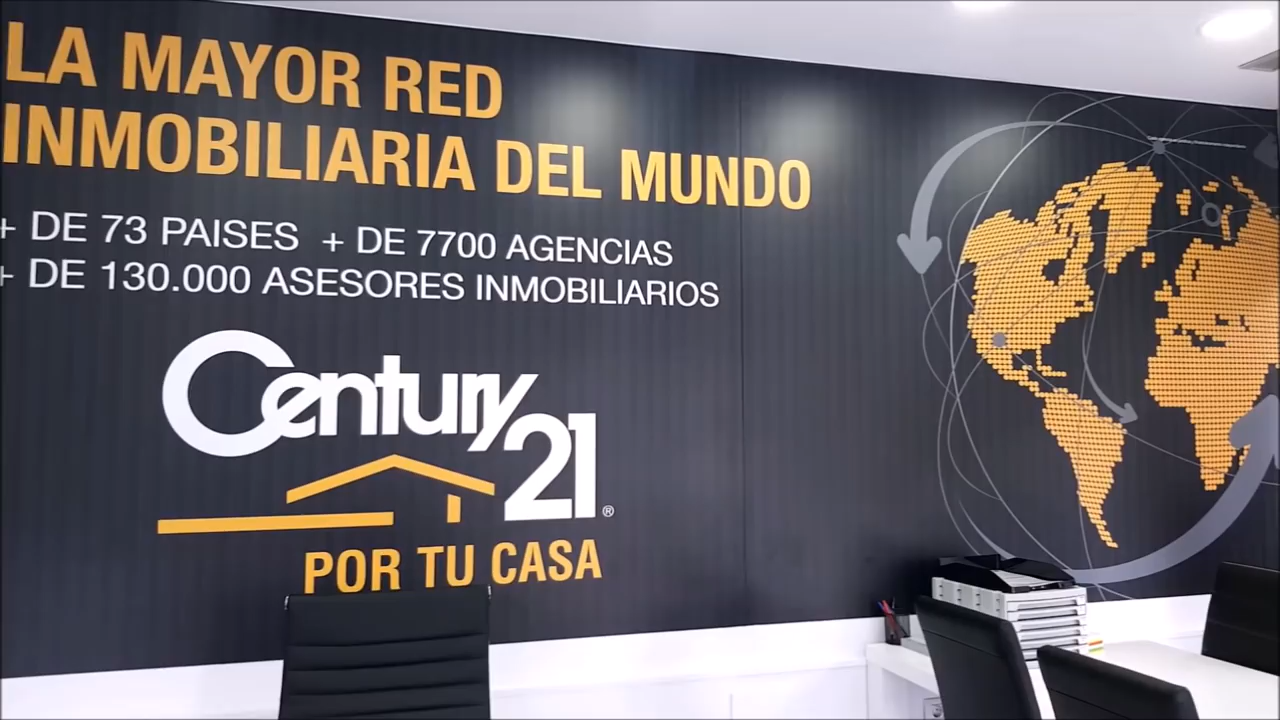 LA MAYOR RED
INMOBILIARIA DEL MUNDO
+ DE 73 PAISES + DE 7700 AGENCIAS
+ DE 130.000 ASESORES INMOBILIARIOS
Century
21®
POR TU CASA